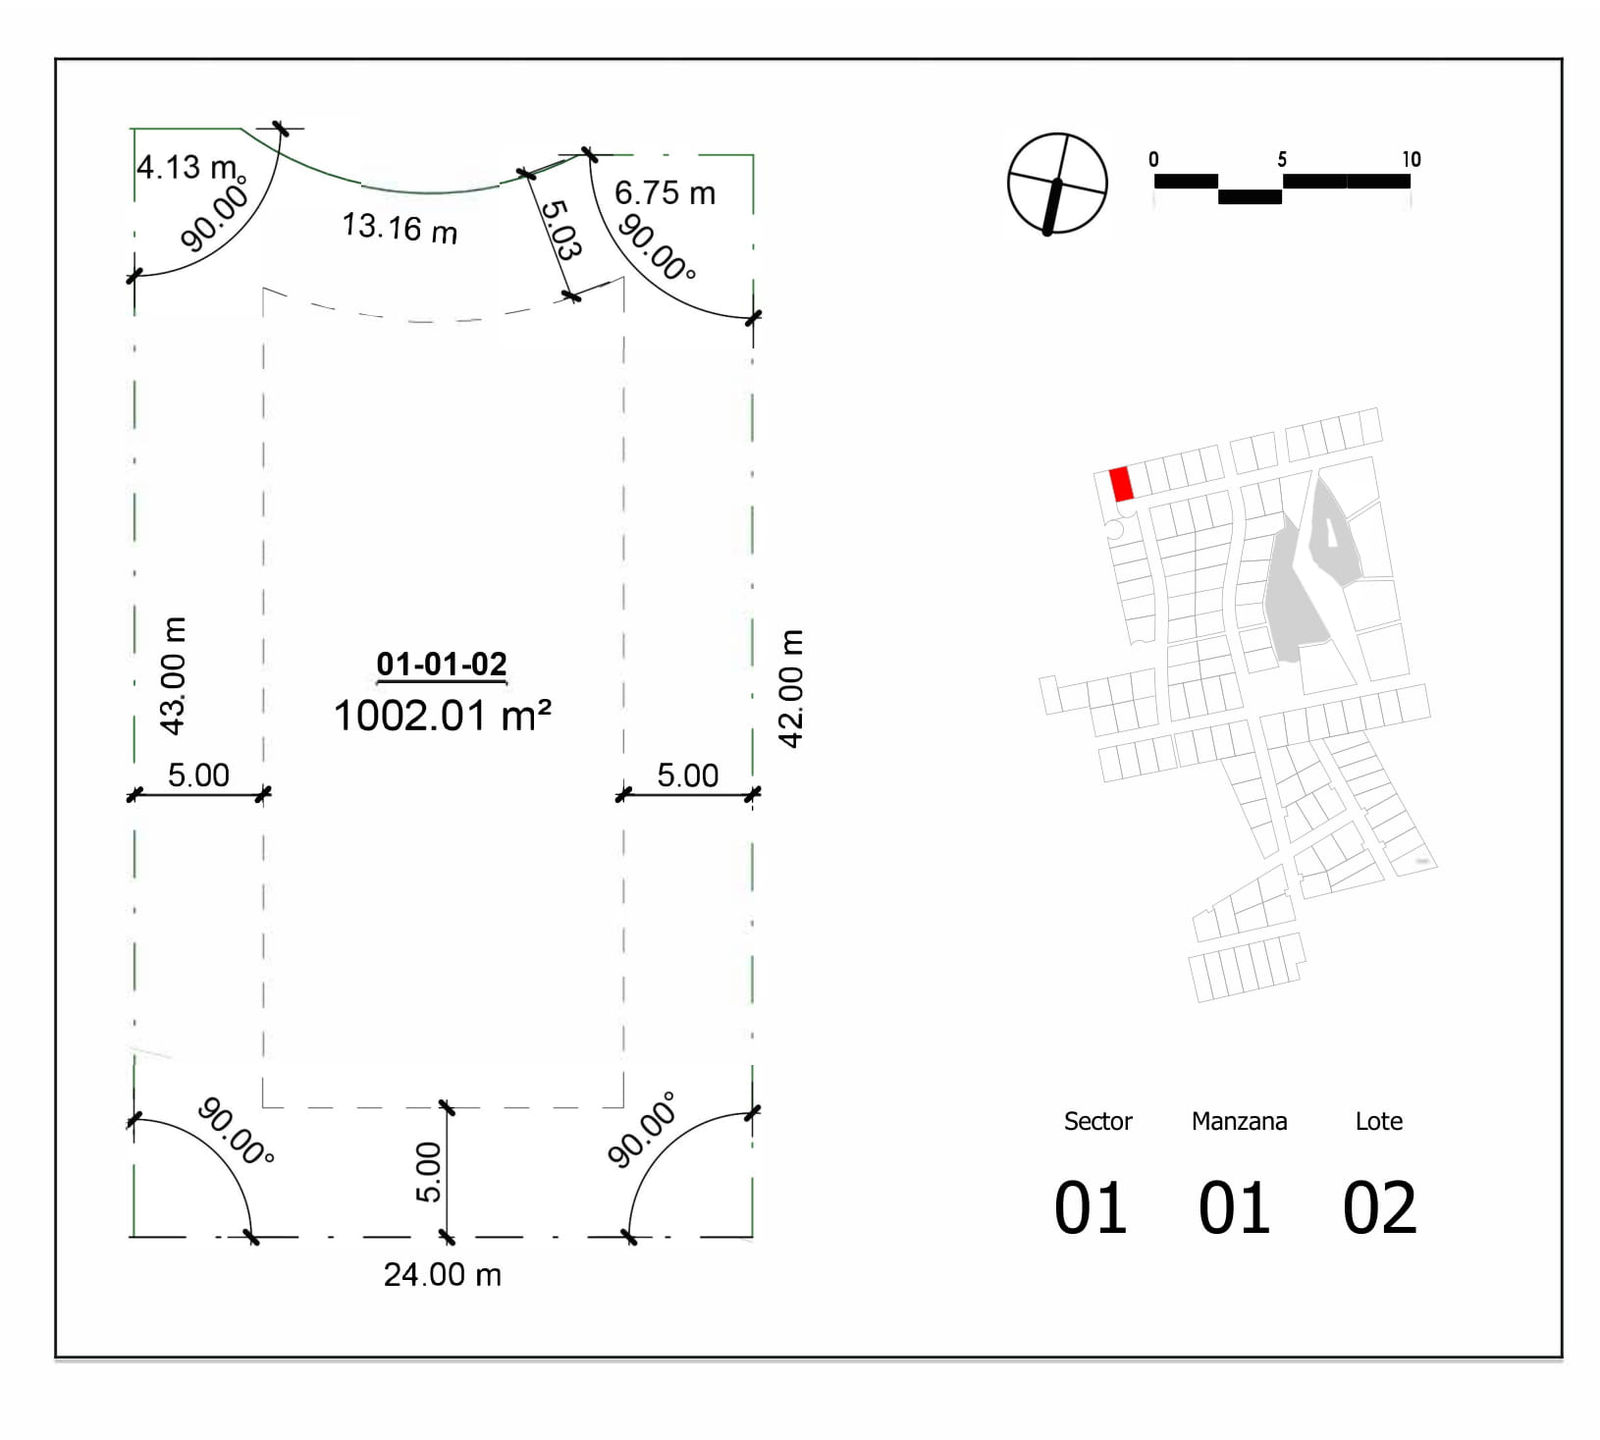 4.13 m
90.00°
13.16 m
5.03
6.75 m
90.00°
0 5 10
43.00 m
01-01-02
1002.01 m²
42.00 m
5.00
5.00
90.00°
90.00°
5.00
24.00 m
Sector Manzana Lote
01 01 02